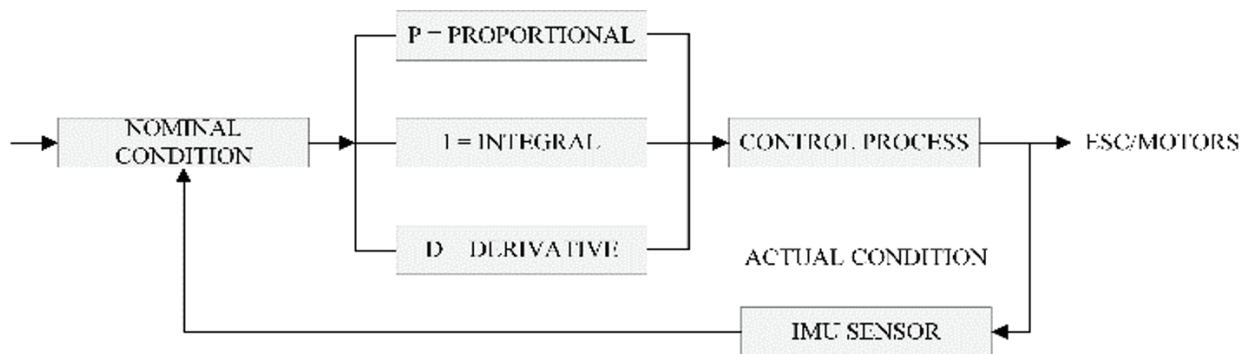 P = PROPORTIONAL
NOMINAL
CONDITION
I = INTEGRAL
CONTROL PROCESS
ESC/MOTORS
D = DERIVATIVE
ACTUAL CONDITION
IMU SENSOR